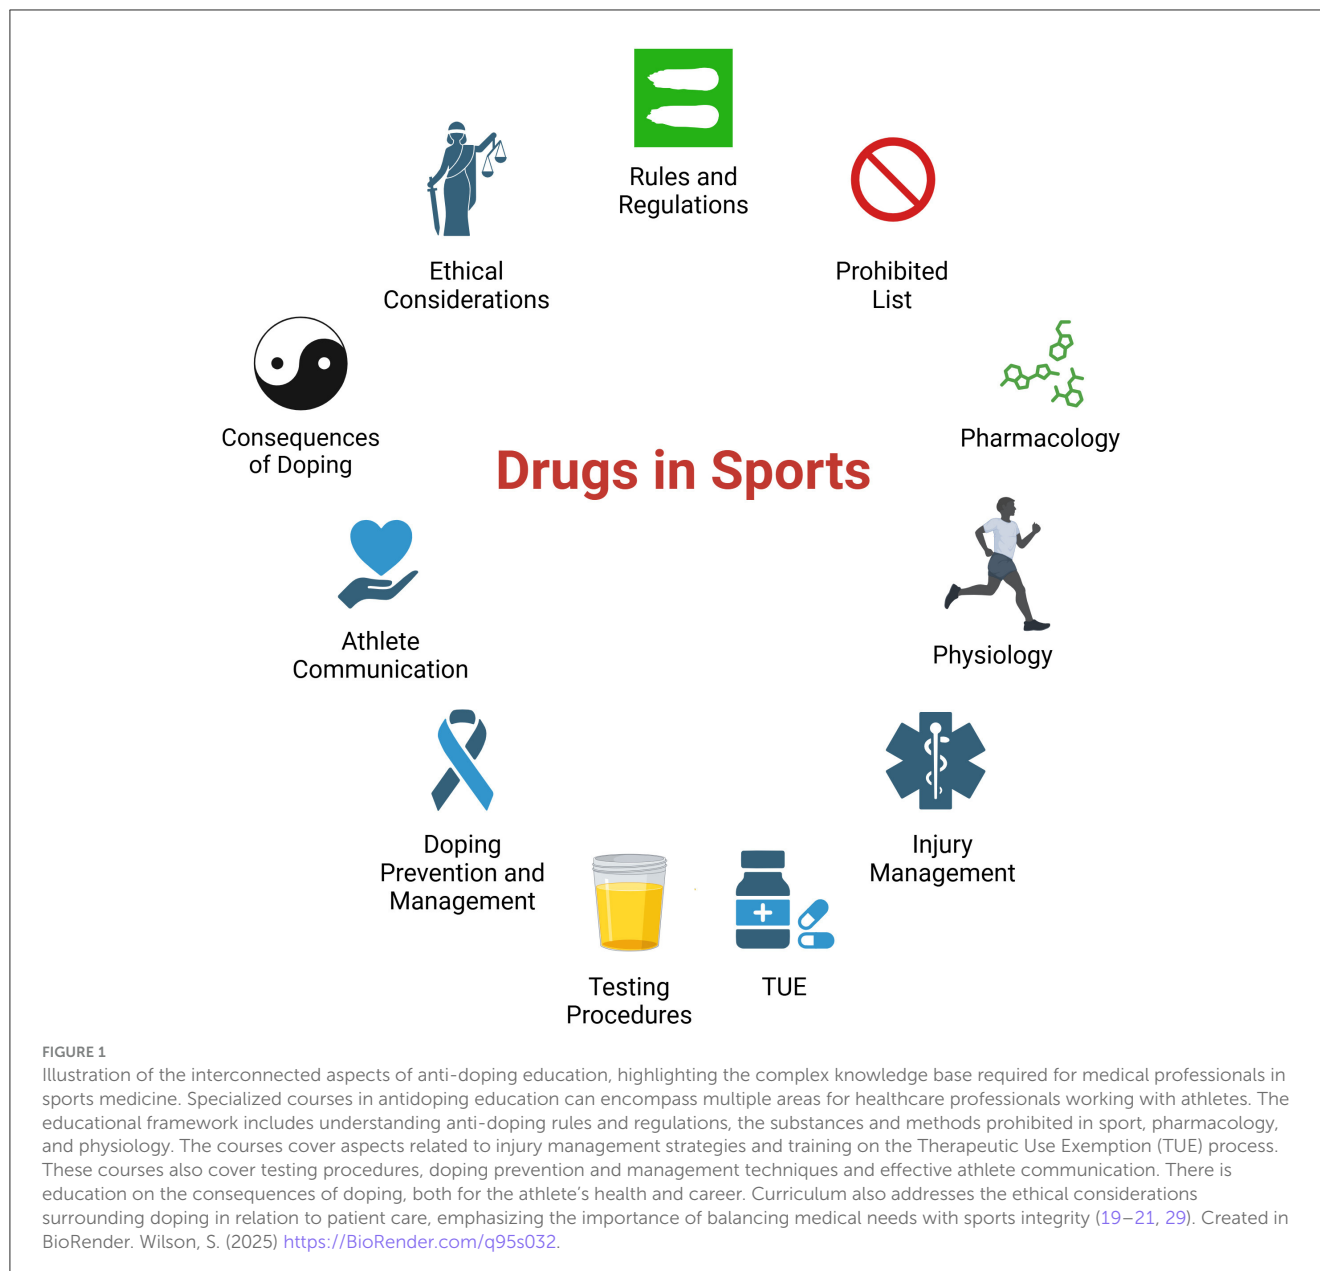 Rules and
Regulations
Ethical
Considerations
Prohibited
List
Consequences
of Doping
Pharmacology
Drugs in Sports
Athlete
Communication
Physiology
Doping
Prevention and
Management
Injury
Management
Testing
Procedures
TUE
FIGURE 1
Illustration of the interconnected aspects of anti-doping education, highlighting the complex knowledge base required for medical professionals in
sports medicine. Specialized courses in antidoping education can encompass multiple areas for healthcare professionals working with athletes. The
educational framework includes understanding anti-doping rules and regulations, the substances and methods prohibited in sport, pharmacology,
and physiology. The courses cover aspects related to injury management strategies and training on the Therapeutic Use Exemption (TUE) process.
These courses also cover testing procedures, doping prevention and management techniques and effective athlete communication. There is
education on the consequences of doping, both for the athlete’s health and career. Curriculum also addresses the ethical considerations
surrounding doping in relation to patient care, emphasizing the importance of balancing medical needs with sports integrity (19–21, 29). Created in
BioRender. Wilson, S. (2025) https://BioRender.com/q95s032.